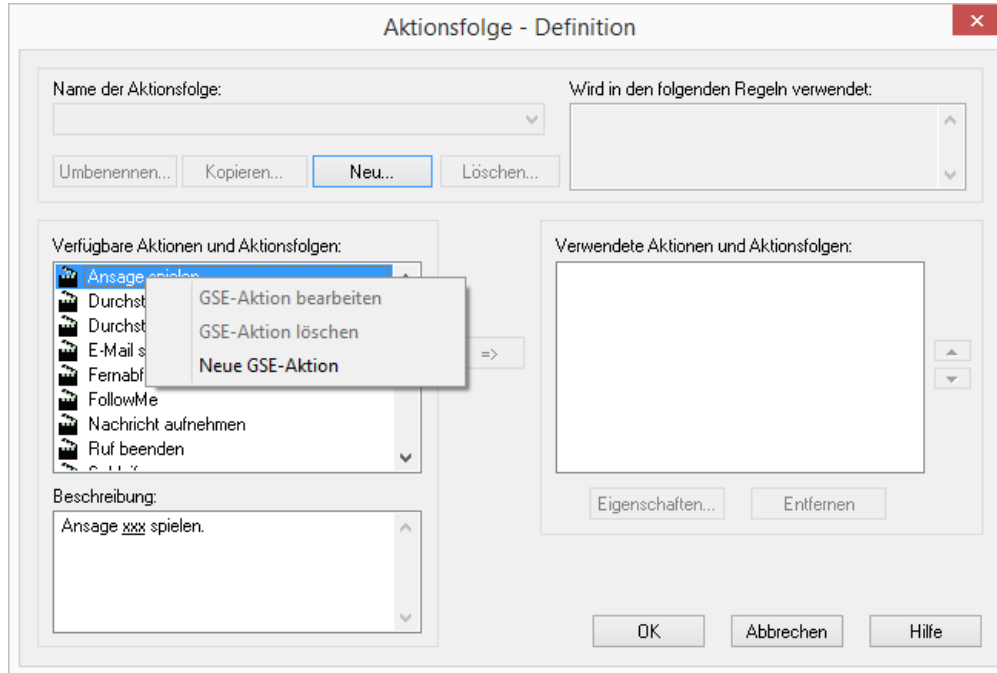 Aktionsfolge - Definition
Name der Aktionsfolge:
Wird in den folgenden Regeln verwendet:
Umbenennen...
Kopieren...
Neu...
Löschen...
Verfügbare Aktionen und Aktionsfolgen:
Ansage spielen
Durchst
Durchst
E-Mail s
Fernabf
FollowMe
Nachricht aufnehmen
Ruf beenden
GSE-Aktion bearbeiten
GSE-Aktion löschen
Neue GSE-Aktion
=>
Beschreibung:
Ansage xxx spielen.
Verwendete Aktionen und Aktionsfolgen:
Eigenschaften...
Entfernen
OK
Abbrechen
Hilfe